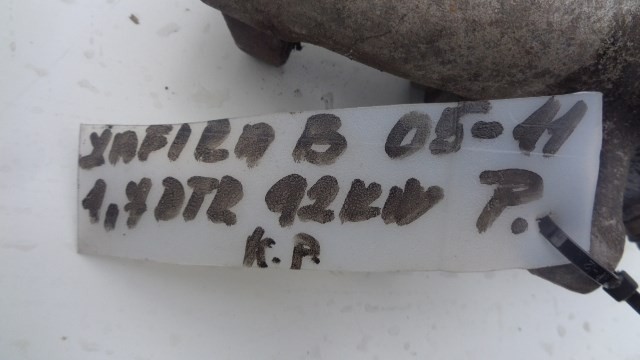 ZAFIRA B 05-11
1,7DTR 92KW P.
K.P